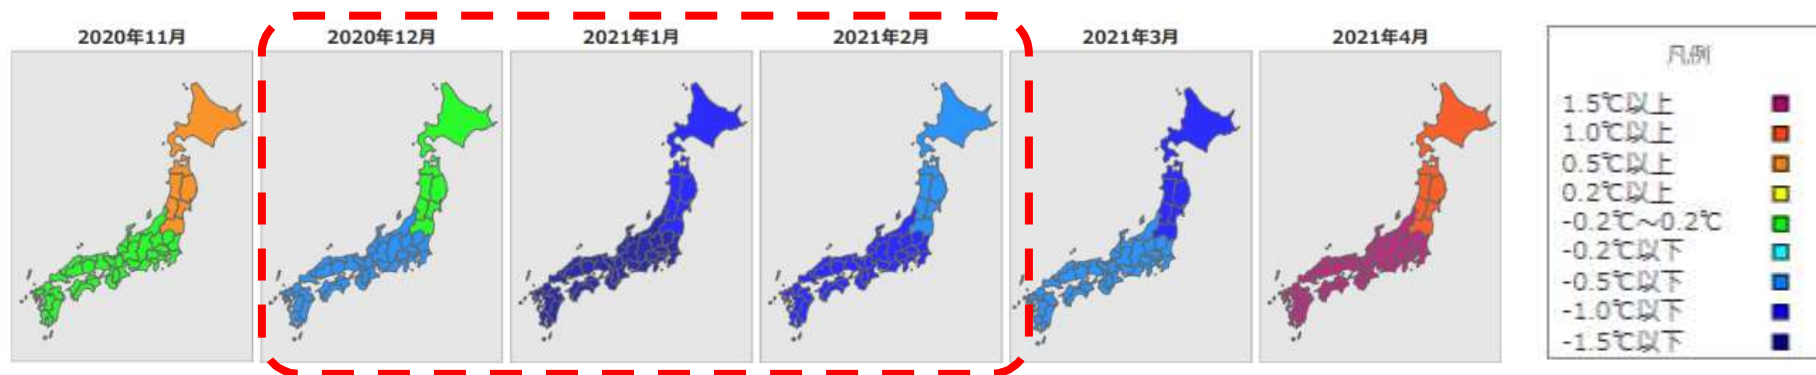 2020年11月
2020年12月
2021年1月
2021年2月
2021年3月
2021年4月
凡例
1.5℃以上
1.0℃以上
0.5℃以上
0.2℃以上
-0.2℃～0.2℃
-0.2℃以下
-0.5℃以下
-1.0℃以下
-1.5℃以下